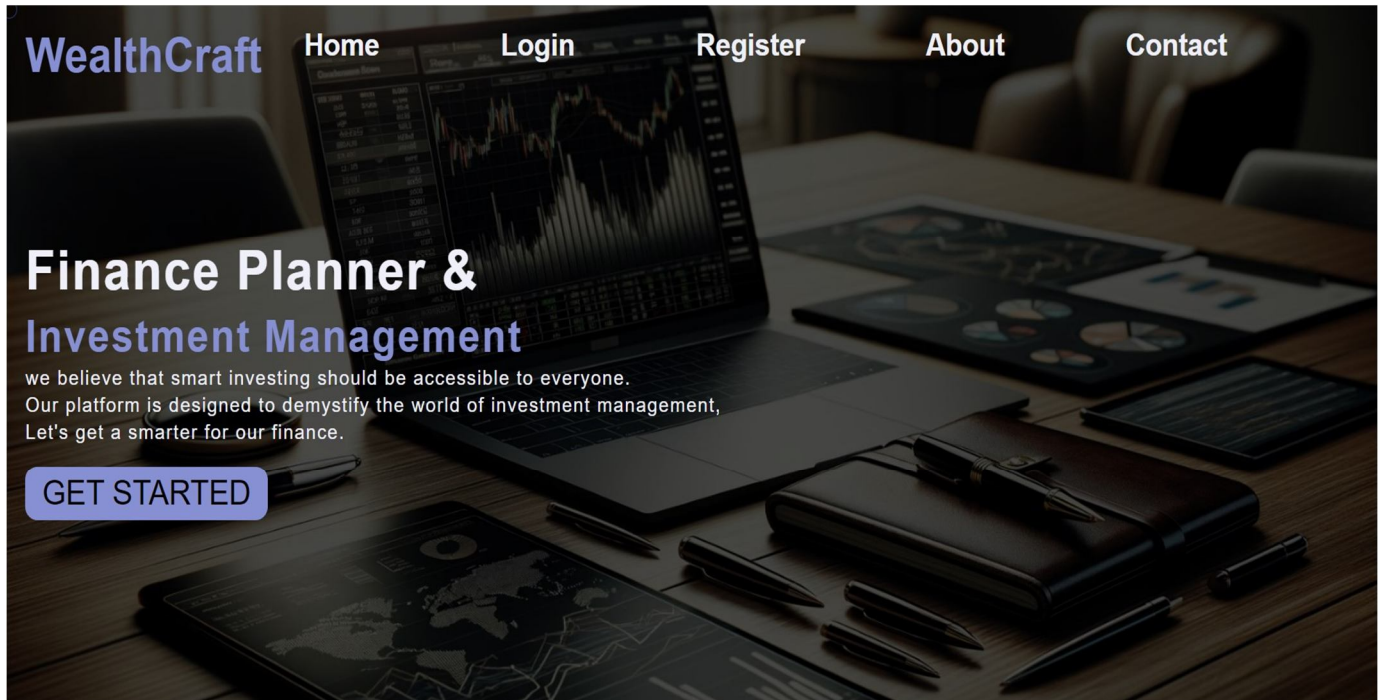 WealthCraft
Home
Login
Register
About
Contact
Finance Planner &
Investment Management
we believe that smart investing should be accessible to everyone.
Our platform is designed to demystify the world of investment management,
Let's get a smarter for our finance.
GET STARTED